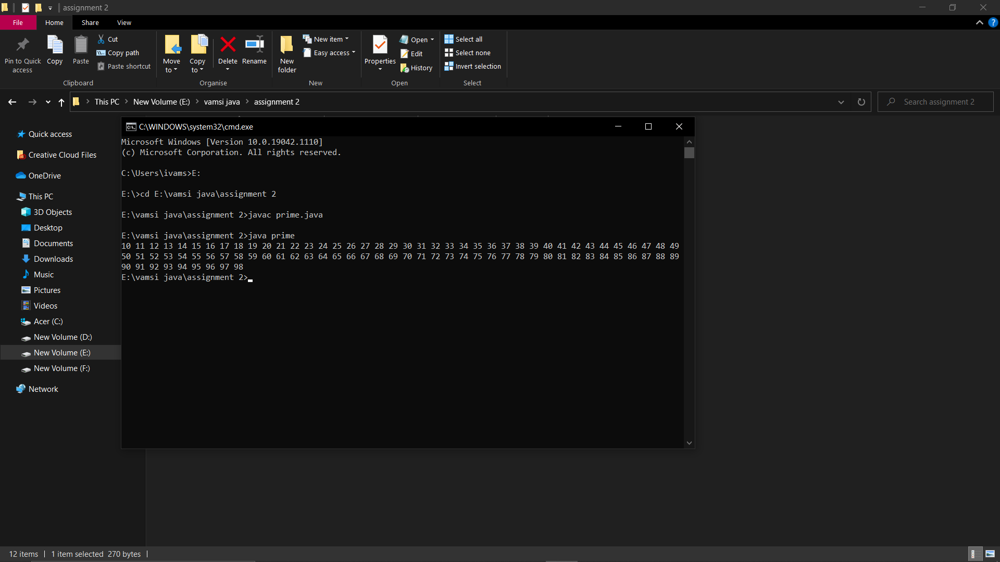 assignment 2
File Home Share View
Pin to Quick access
Copy
Paste
Cut
Copy path
Paste shortcut
Clipboard
Move to
Copy to
Delete
Rename
Organise
New folder
New item
Easy access
New
Properties
Open
Edit
History
Open
Select all
Select none
Invert selection
Select
This PC > New Volume (E:) > vamsi java > assignment 2
Search assignment 2
Quick access
Creative Cloud Files
OneDrive
This PC
3D Objects
Desktop
Documents
Downloads
Music
Pictures
Videos
Acer (C:)
New Volume (D:)
New Volume (E:)
New Volume (F:)
Network
C:\WINDOWS\system32\cmd.exe
Microsoft Windows [Version 10.0.19042.1110]
(c) Microsoft Corporation. All rights reserved.
C:\Users\ivams>E:
E:\>cd E:\vamsi java\assignment 2
E:\vamsi java\assignment 2>javac prime.java
E:\vamsi java\assignment 2>java prime
10 11 12 13 14 15 16 17 18 19 20 21 22 23 24 25 26 27 28 29 30 31 32 33 34 35 36 37 38 39 40 41 42 43 44 45 46 47 48 49
50 51 52 53 54 55 56 57 58 59 60 61 62 63 64 65 66 67 68 69 70 71 72 73 74 75 76 77 78 79 80 81 82 83 84 85 86 87 88 89
90 91 92 93 94 95 96 97 98
E:\vamsi java\assignment 2>
12 items | 1 item selected 270 bytes |